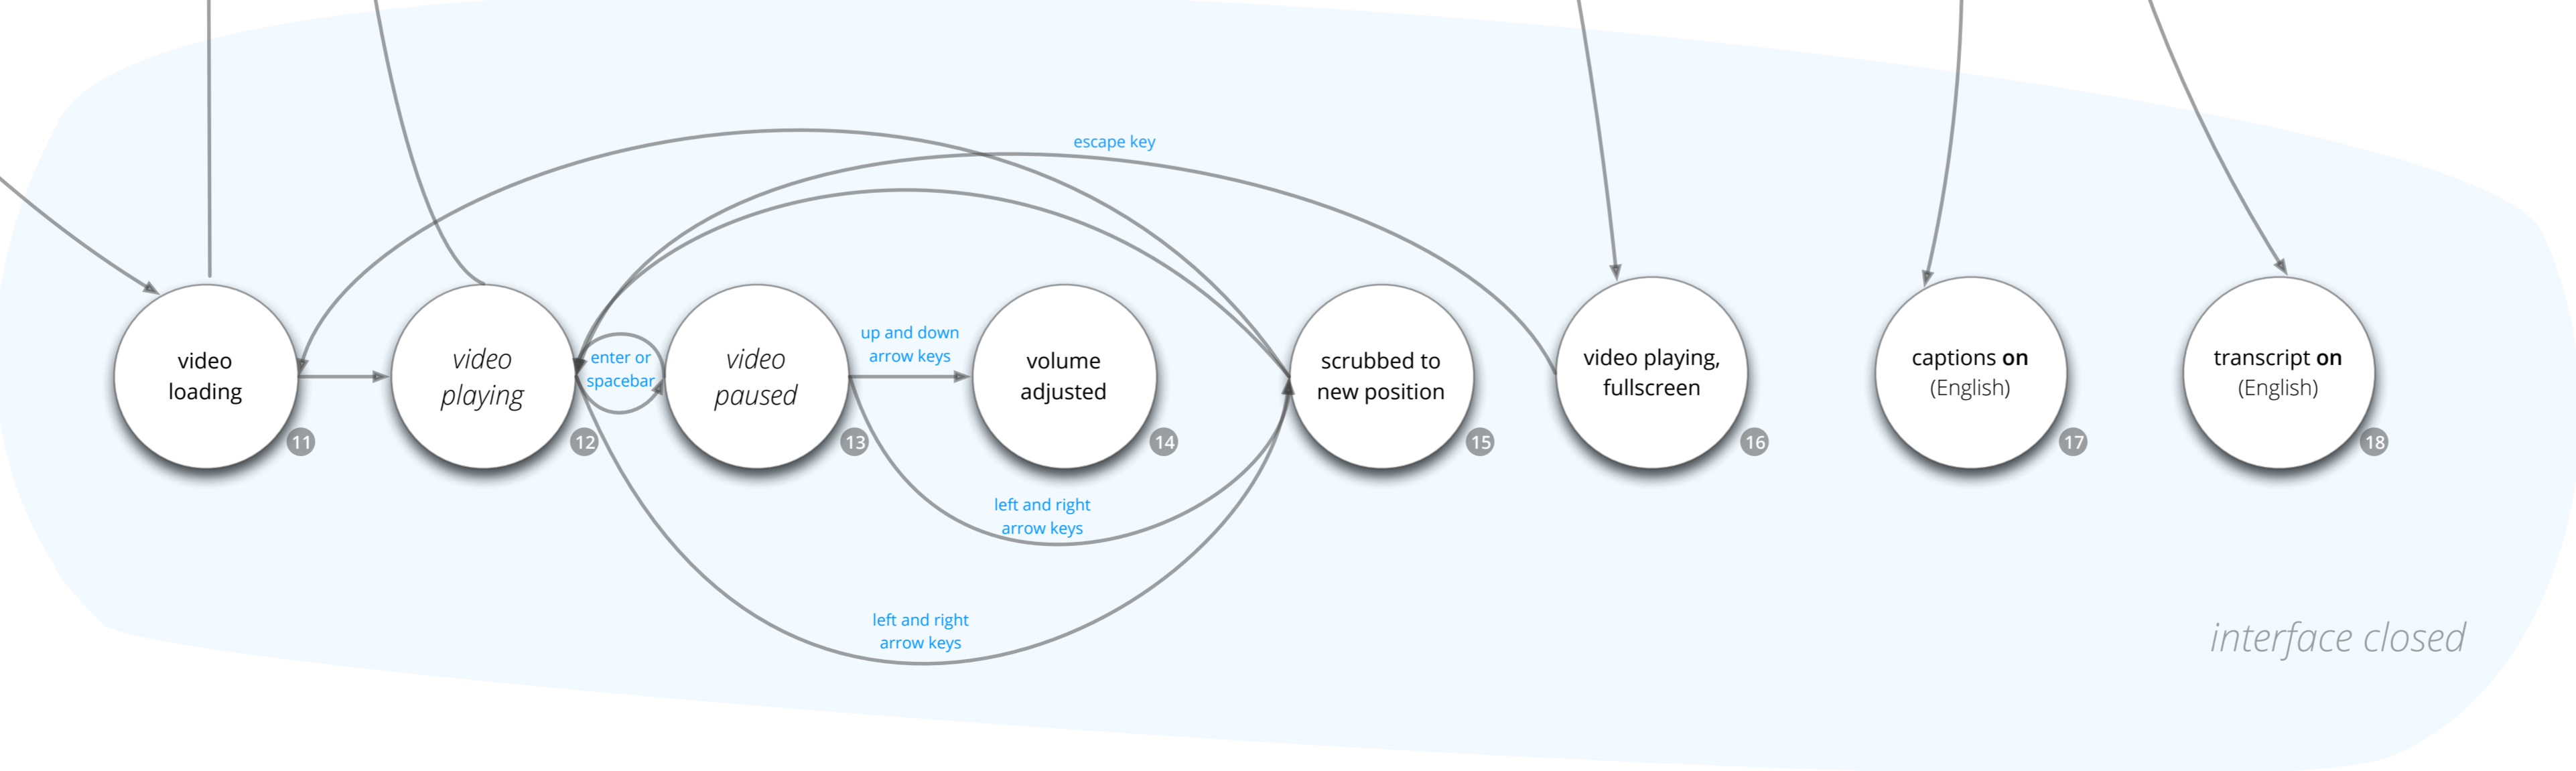 escape key
video
loading
11
video
playing
12
enter or
spacebar
video
paused
13
up and down
arrow keys
volume
adjusted
14
scrubbed to
new position
15
video playing,
fullscreen
16
captions on
(English)
17
transcript on
(English)
18
left and right
arrow keys
left and right
arrow keys
interface closed